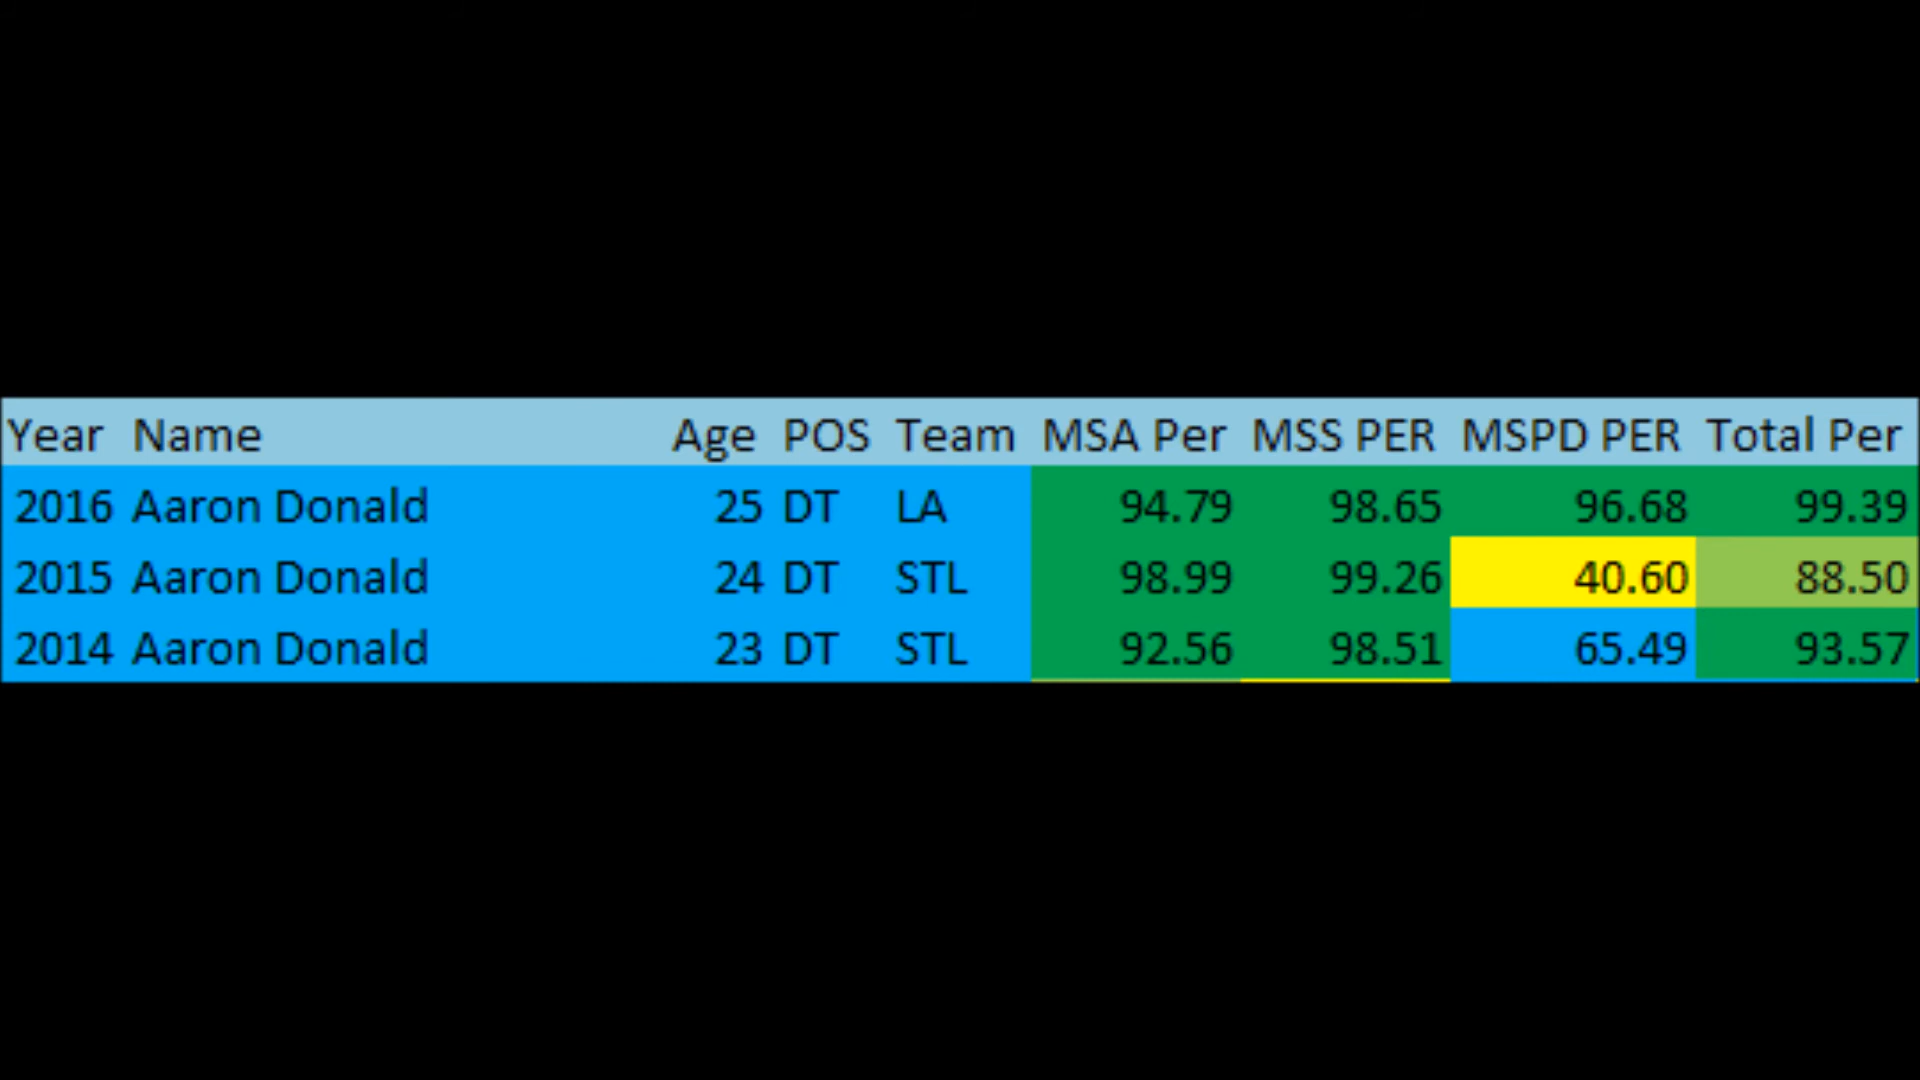 Year Name Age POS Team MSA Per MSS PER MSPD PER Total Per
2016 Aaron Donald 25 DT LA 94.79 98.65 96.68 99.39
2015 Aaron Donald 24 DT STL 98.99 99.26 40.60 88.50
2014 Aaron Donald 23 DT STL 92.56 98.51 65.49 93.57